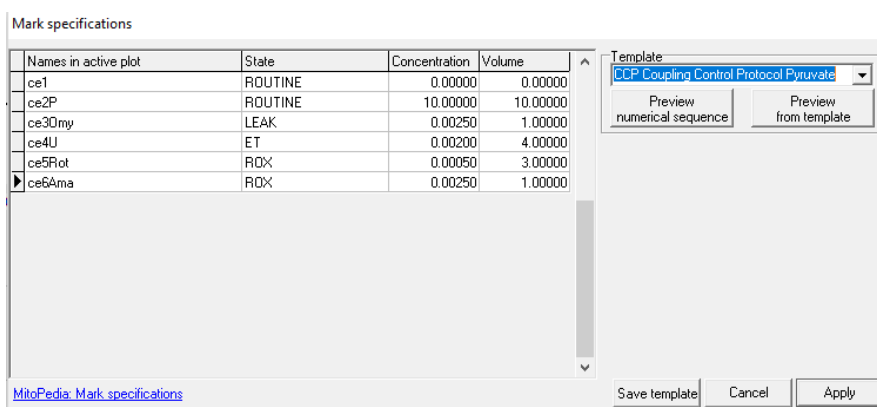 Mark specifications
Names in active plot State Concentration Volume
ce1 ROUTINE 0.00000 0.00000
ce2P ROUTINE 10.00000 10.00000
ce3Omy LEAK 0.00250 1.00000
ce4U ET 0.00200 4.00000
ce5Rot ROX 0.00050 3.00000
ce6Ama ROX 0.00250 1.00000
Template
CCP Coupling Control Protocol Pyruvate
Preview numerical sequence
Preview from template
MitoPedia: Mark specifications
Save template Cancel Apply